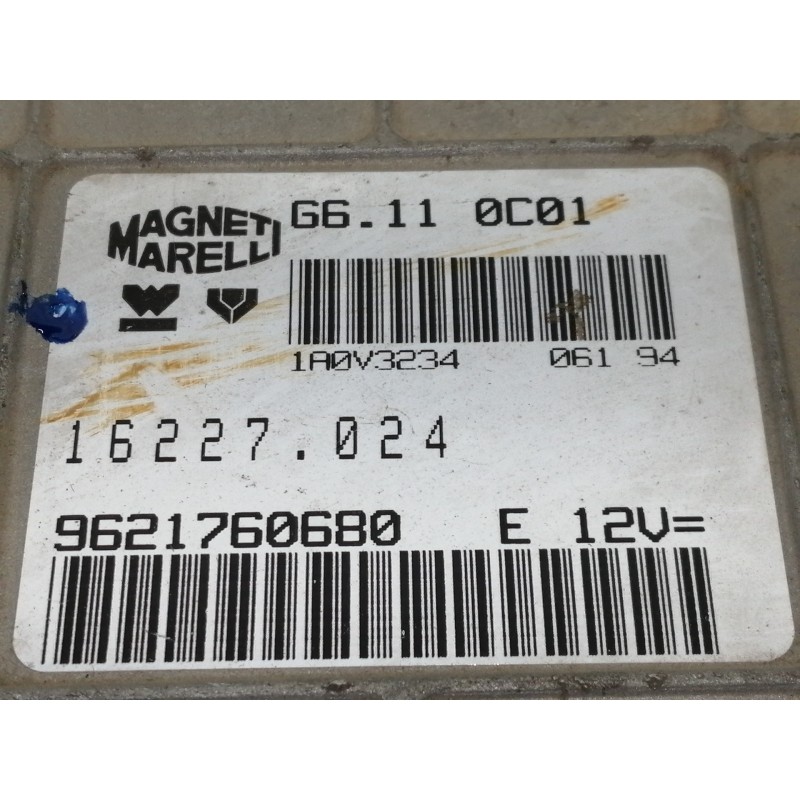 MAGNETI
MARELLI
G6.11 0C01
1A0V3234 061 94
16227.024
9621760680 E 12V=